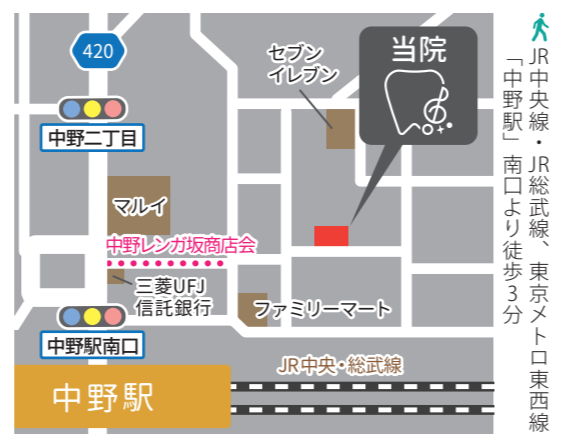 420
中野二丁目
セブン
イレブン
当院
マルイ
中野レンガ坂商店会
三菱UFJ
信託銀行
ファミリーマート
中野駅南口
JR中央・総武線
中野駅
JR中央線・JR総武線、東京メトロ東西線
「中野駅」南口より徒歩3分